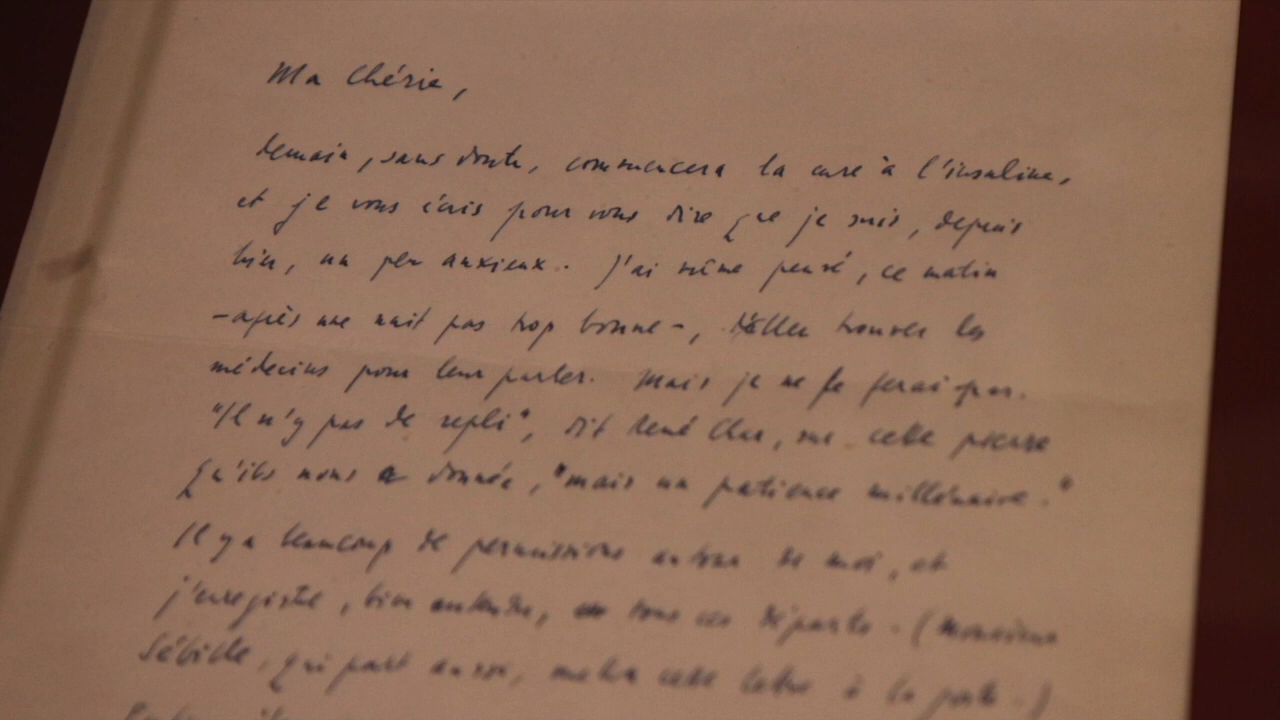 Ma Chérie,
demain, sans doute, commencera la cure à l'insuline,
et je vous écris pour vous dire que je suis, depuis
hier, un peu anxieux. J'ai même pensé, ce matin
-après une nuit pas trop bonne-, d'aller trouver les
médecins pour leur parler. Mais je ne le ferai pas.
"Il n'y pas de repli", dit René Char, sur cette
qu'il nous a donnée, "mais un patience millénaire."
Il y a beaucoup de permissions autour de moi, et
j'enregistre, bien entendu, tous ces départs. (Monsieur
Sébille, qui part aussi, mettra cette lettre à la poste.)